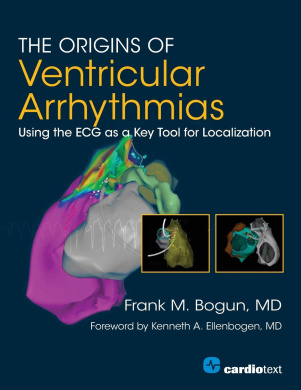 THE ORIGINS OF
Ventricular
Arrhythmias
Using the ECG as a Key Tool for Localization
Frank M. Bogun, MD
Foreword by Kenneth A. Ellenbogen, MD
cardiotext